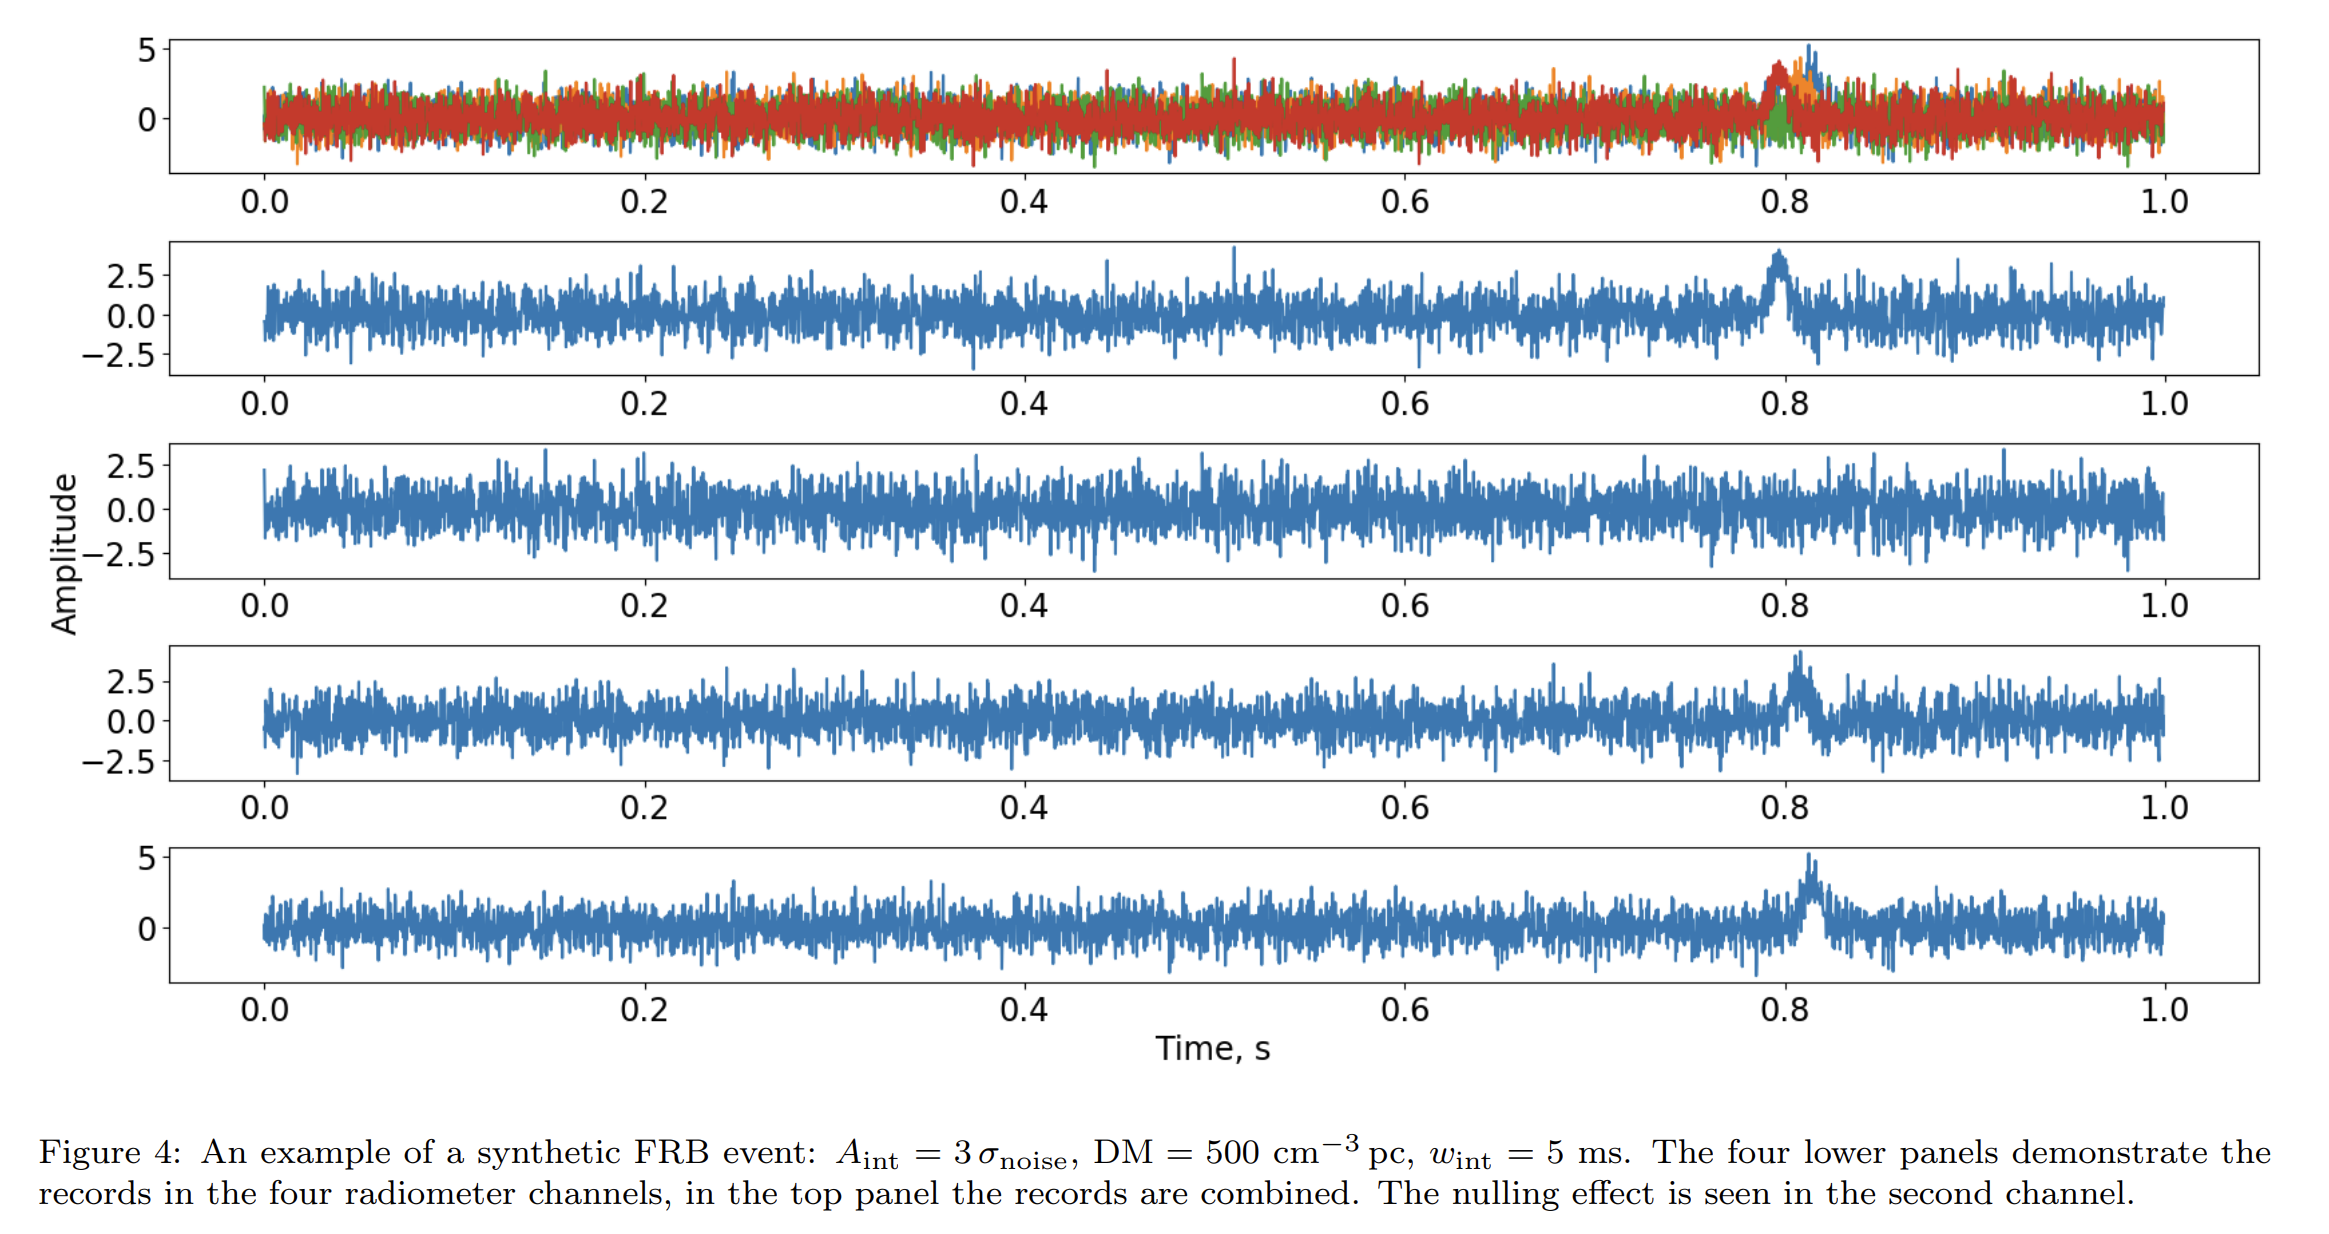 5
0
0.0 0.2 0.4 0.6 0.8 1.0
2.5
0.0
−2.5
0.0 0.2 0.4 0.6 0.8 1.0
2.5
0.0
−2.5
0.0 0.2 0.4 0.6 0.8 1.0
Amplitude
2.5
0.0
−2.5
0.0 0.2 0.4 0.6 0.8 1.0
5
0
0.0 0.2 0.4 0.6 0.8 1.0
Time, s
Figure 4: An example of a synthetic FRB event: A_int = 3 σ_noise, DM = 500 cm⁻³ pc, w_int = 5 ms. The four lower panels demonstrate the
records in the four radiometer channels, in the top panel the records are combined. The nulling effect is seen in the second channel.